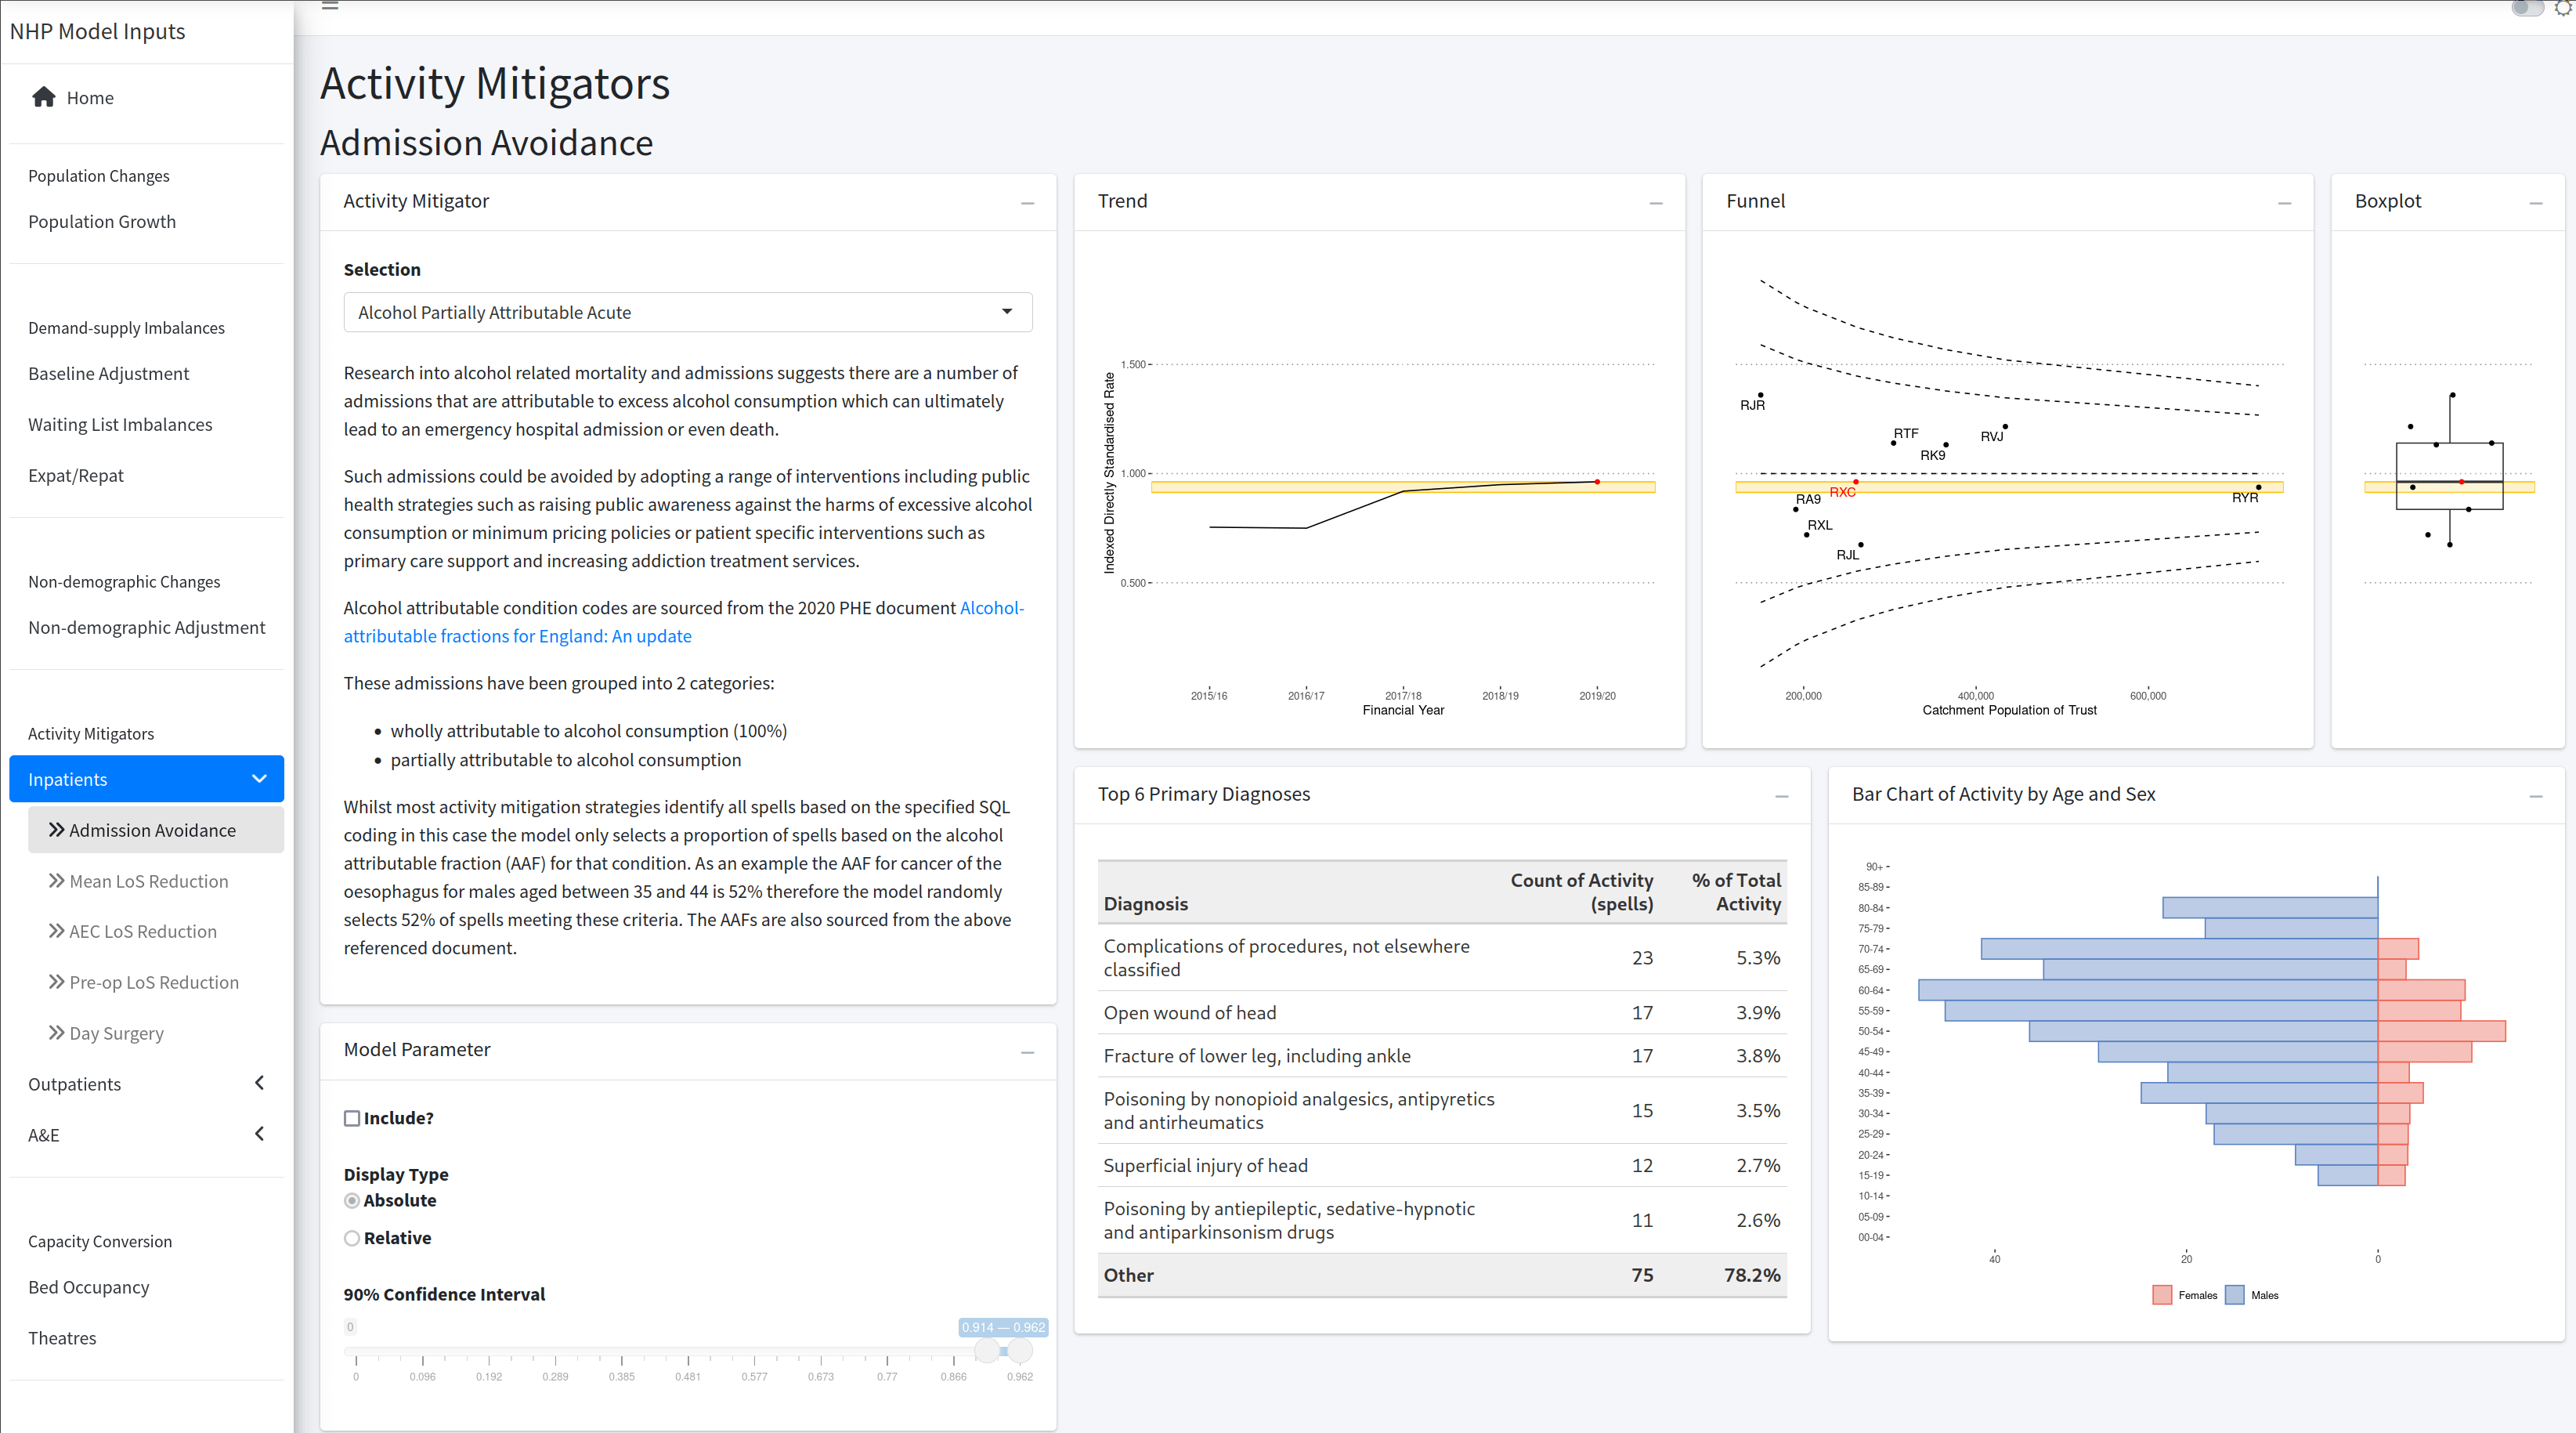 NHP Model Inputs
Home
Population Changes
Population Growth
Demand-supply Imbalances
Baseline Adjustment
Waiting List Imbalances
Expat/Repat
Non-demographic Changes
Non-demographic Adjustment
Activity Mitigators
Inpatients
Admission Avoidance
Mean LoS Reduction
AEC LoS Reduction
Pre-op LoS Reduction
Day Surgery
Outpatients
A&E
Capacity Conversion
Bed Occupancy
Theatres
Activity Mitigators
Admission Avoidance
Activity Mitigator
Selection
Alcohol Partially Attributable Acute
Research into alcohol related mortality and admissions suggests there are a number of
admissions that are attributable to excess alcohol consumption which can ultimately
lead to an emergency hospital admission or even death.
Such admissions could be avoided by adopting a range of interventions including public
health strategies such as raising public awareness against the harms of excessive alcohol
consumption or minimum pricing policies or patient specific interventions such as
primary care support and increasing addiction treatment services.
Alcohol attributable condition codes are sourced from the 2020 PHE document Alcohol-
attributable fractions for England: An update
These admissions have been grouped into 2 categories:
• wholly attributable to alcohol consumption (100%)
• partially attributable to alcohol consumption
Whilst most activity mitigation strategies identify all spells based on the specified SQL
coding in this case the model only selects a proportion of spells based on the alcohol
attributable fraction (AAF) for that condition. As an example the AAF for cancer of the
oesophagus for males aged between 35 and 44 is 52% therefore the model randomly
selects 52% of spells meeting these criteria. The AAFs are also sourced from the above
referenced document.
Model Parameter
Include?
Display Type
Absolute
Relative
90% Confidence Interval
0
0.914 — 0.962
0 0.096 0.192 0.289 0.385 0.481 0.577 0.673 0.77 0.866 0.962
Trend
Indexed Directly Standardised Rate
1.500
1.000
0.500
2015/16 2016/17 2017/18 2018/19 2019/20
Financial Year
Funnel
RJR
RTF
RVJ
RK9
RXC
RA9
RYR
RXL
RJL
200,000 400,000 600,000
Catchment Population of Trust
Boxplot
Top 6 Primary Diagnoses
Diagnosis Count of Activity (spells) % of Total Activity
Complications of procedures, not elsewhere
classified 23 5.3%
Open wound of head 17 3.9%
Fracture of lower leg, including ankle 17 3.8%
Poisoning by nonopioid analgesics, antipyretics
and antirheumatics 15 3.5%
Superficial injury of head 12 2.7%
Poisoning by antiepileptic, sedative-hypnotic
and antiparkinsonism drugs 11 2.6%
Other 75 78.2%
Bar Chart of Activity by Age and Sex
90+
85-89
80-84
75-79
70-74
65-69
60-64
55-59
50-54
45-49
40-44
35-39
30-34
25-29
20-24
15-19
10-14
05-09
00-04
40 20 0
Females Males